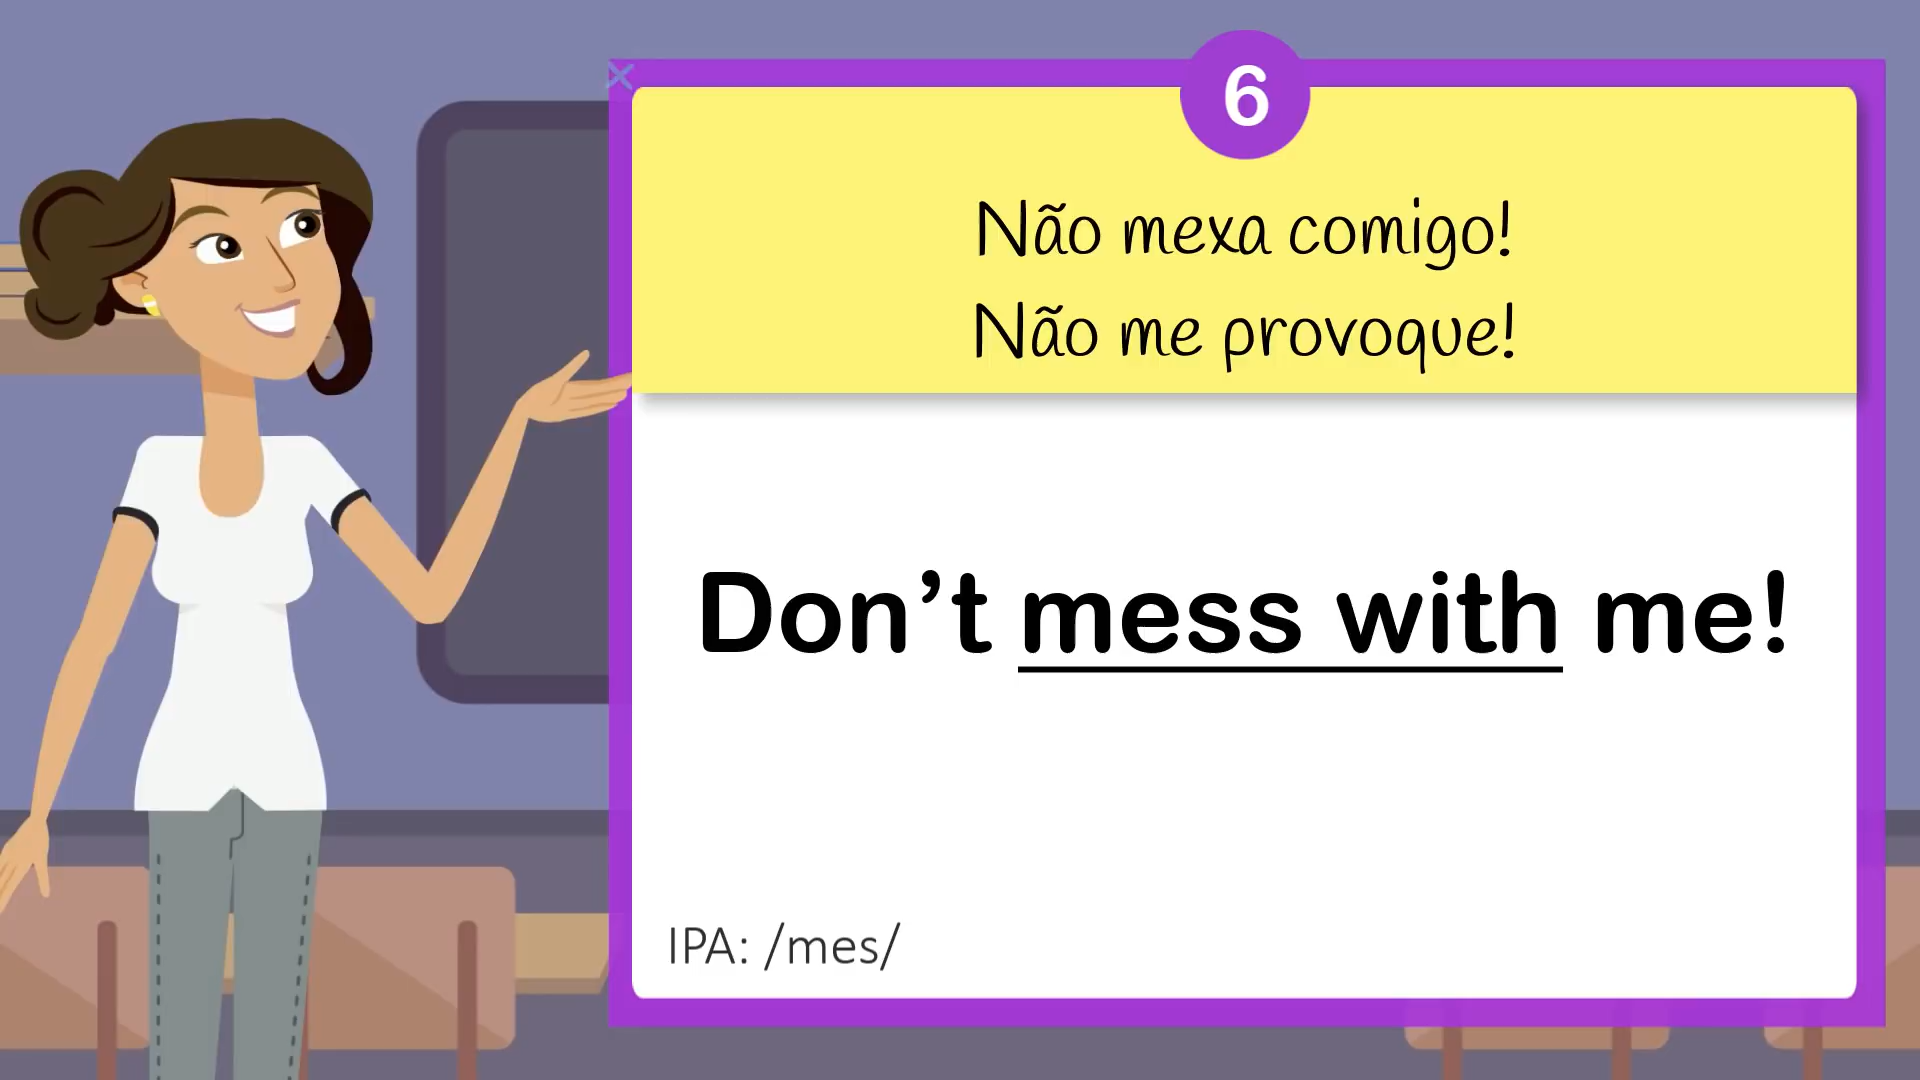 6
Não mexa comigo!
Não me provoque!
Don’t mess with me!
IPA: /mes/